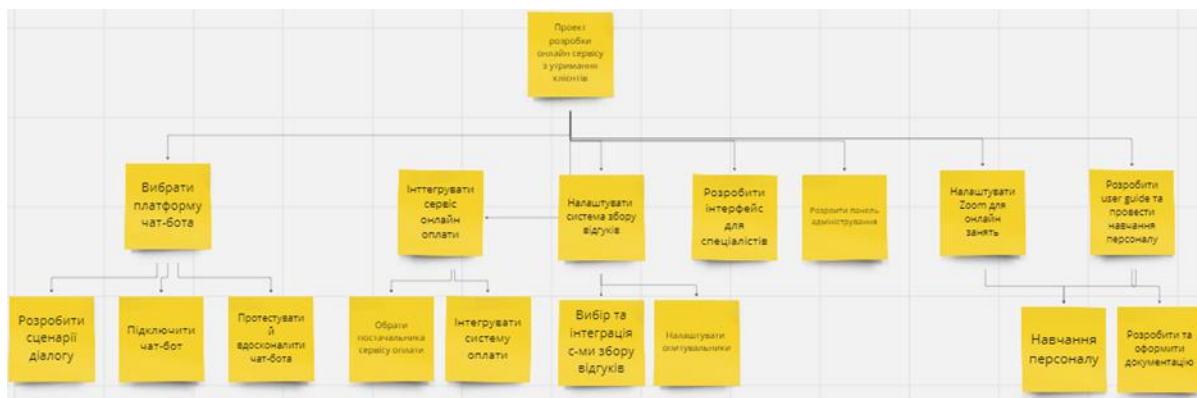 Проект
розробки
онлайн сервісу
з утримання
клієнтів
Вибрати
платформу
чат-бота
Інттегрувати
сервіс
онлайн
оплати
Налаштувати
система збору
відгуків
Розробити
інтерфейс
для
спеціалістів
Розроити панель
адміністрування
Налаштувати
Zoom для
онлайн
занять
Розробити
user guide та
провести
навчання
персоналу
Розробити
сценарії
діалогу
Підключити
чат-бот
Протестувати
й
вдосконалити
чат-бота
Обрати
постачальника
сервісу оплати
Інтегрувати
систему
оплати
Вибір та
інтеграція
с-ми збору
відгуків
Налаштувати
опитувальники
Навчання
персоналу
Розробити та
оформити
документацію